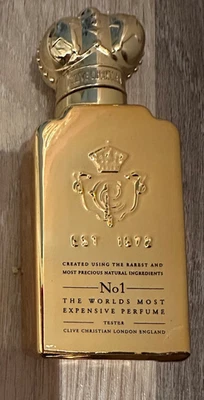 EST 1872
CREATED USING THE RAREST AND
MOST PRECIOUS NATURAL INGREDIENTS
No1
THE WORLDS MOST
EXPENSIVE PERFUME
TESTER
CLIVE CHRISTIAN LONDON ENGLAND